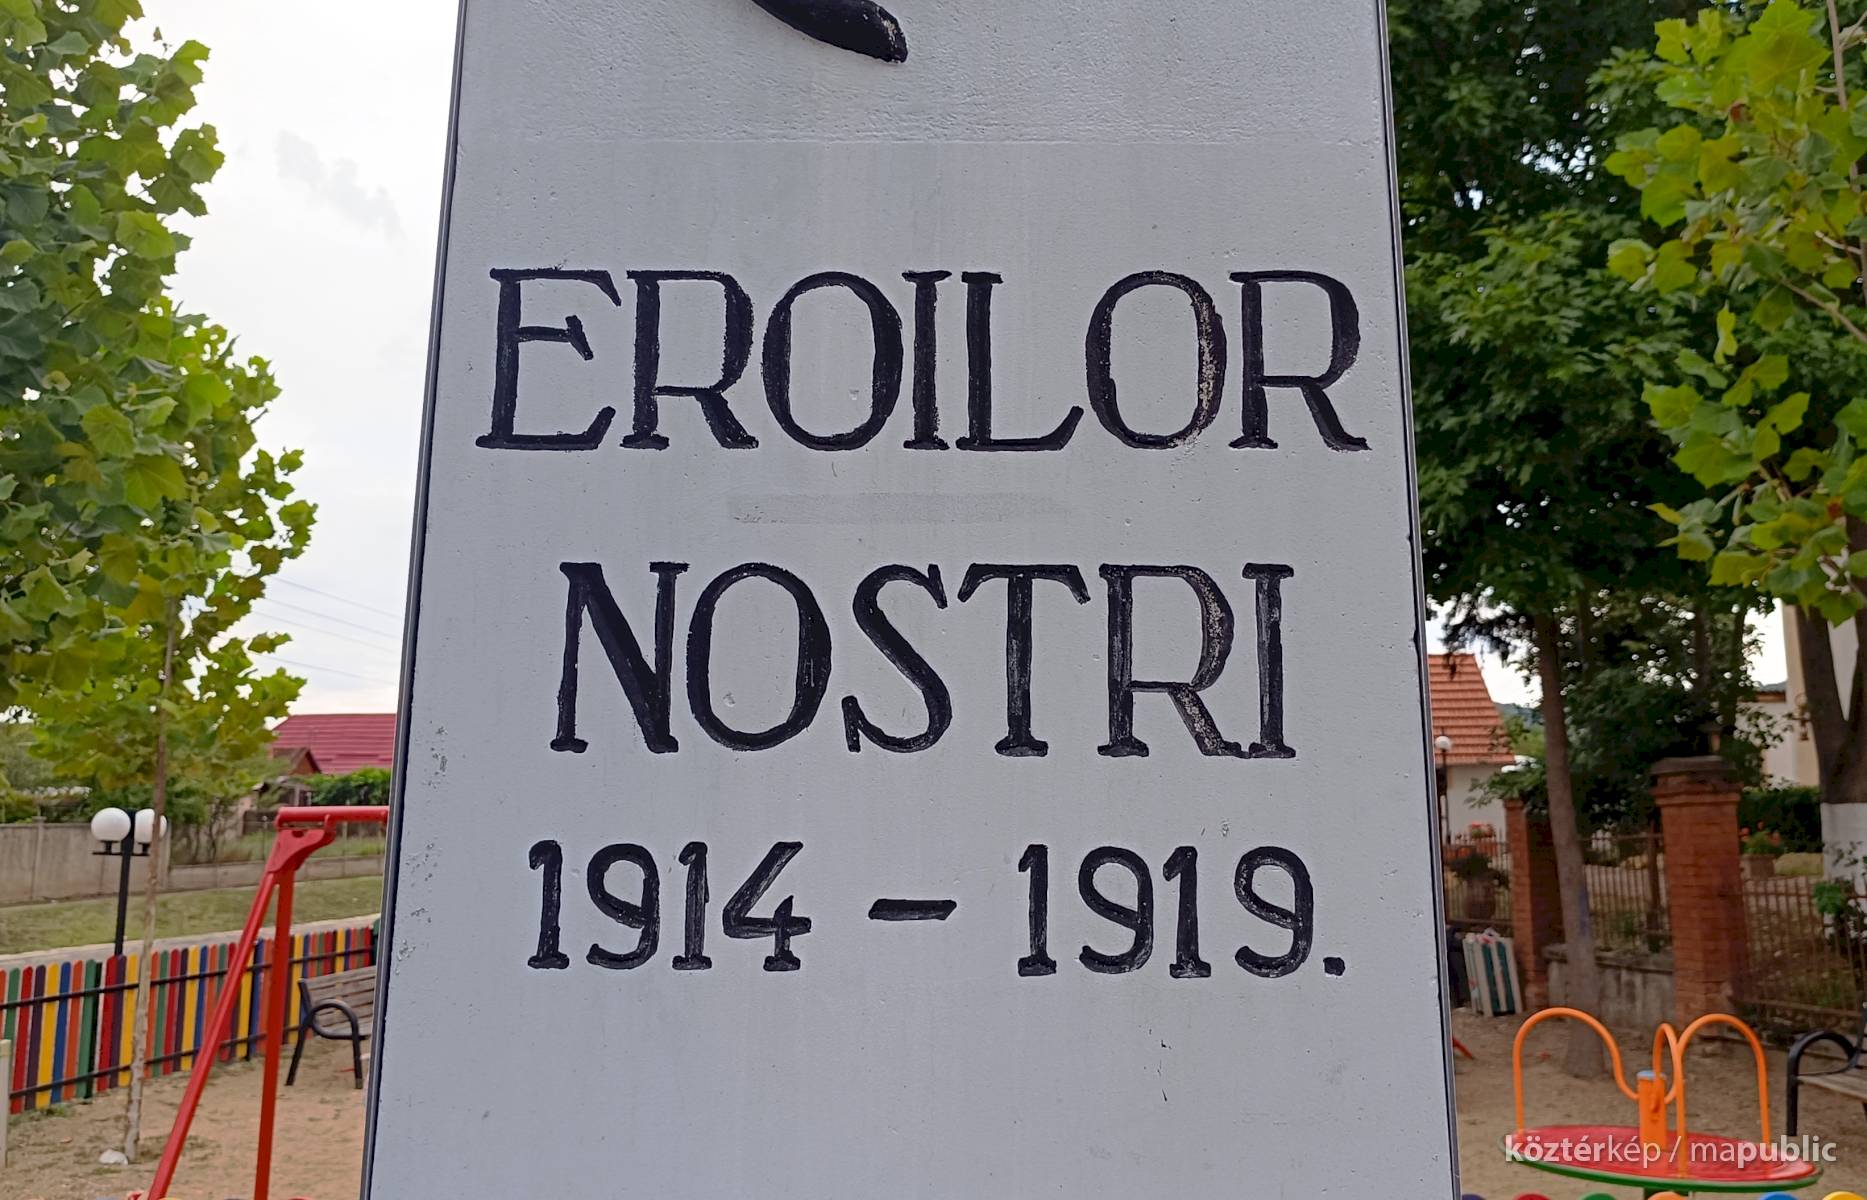 EROILOR
NOSTRI
1914 – 1919.
köztérkép / mapublic